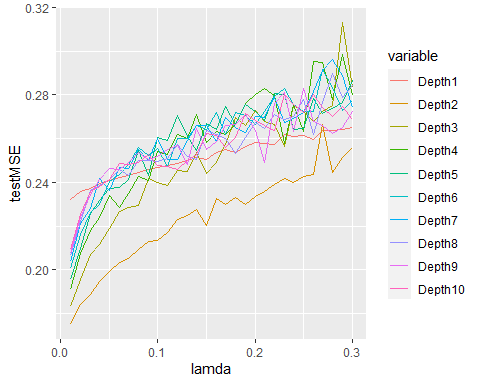 0.32
0.28
0.24
0.20
testMSE
0.0
0.1
0.2
0.3
lamda
variable
Depth1
Depth2
Depth3
Depth4
Depth5
Depth6
Depth7
Depth8
Depth9
Depth10